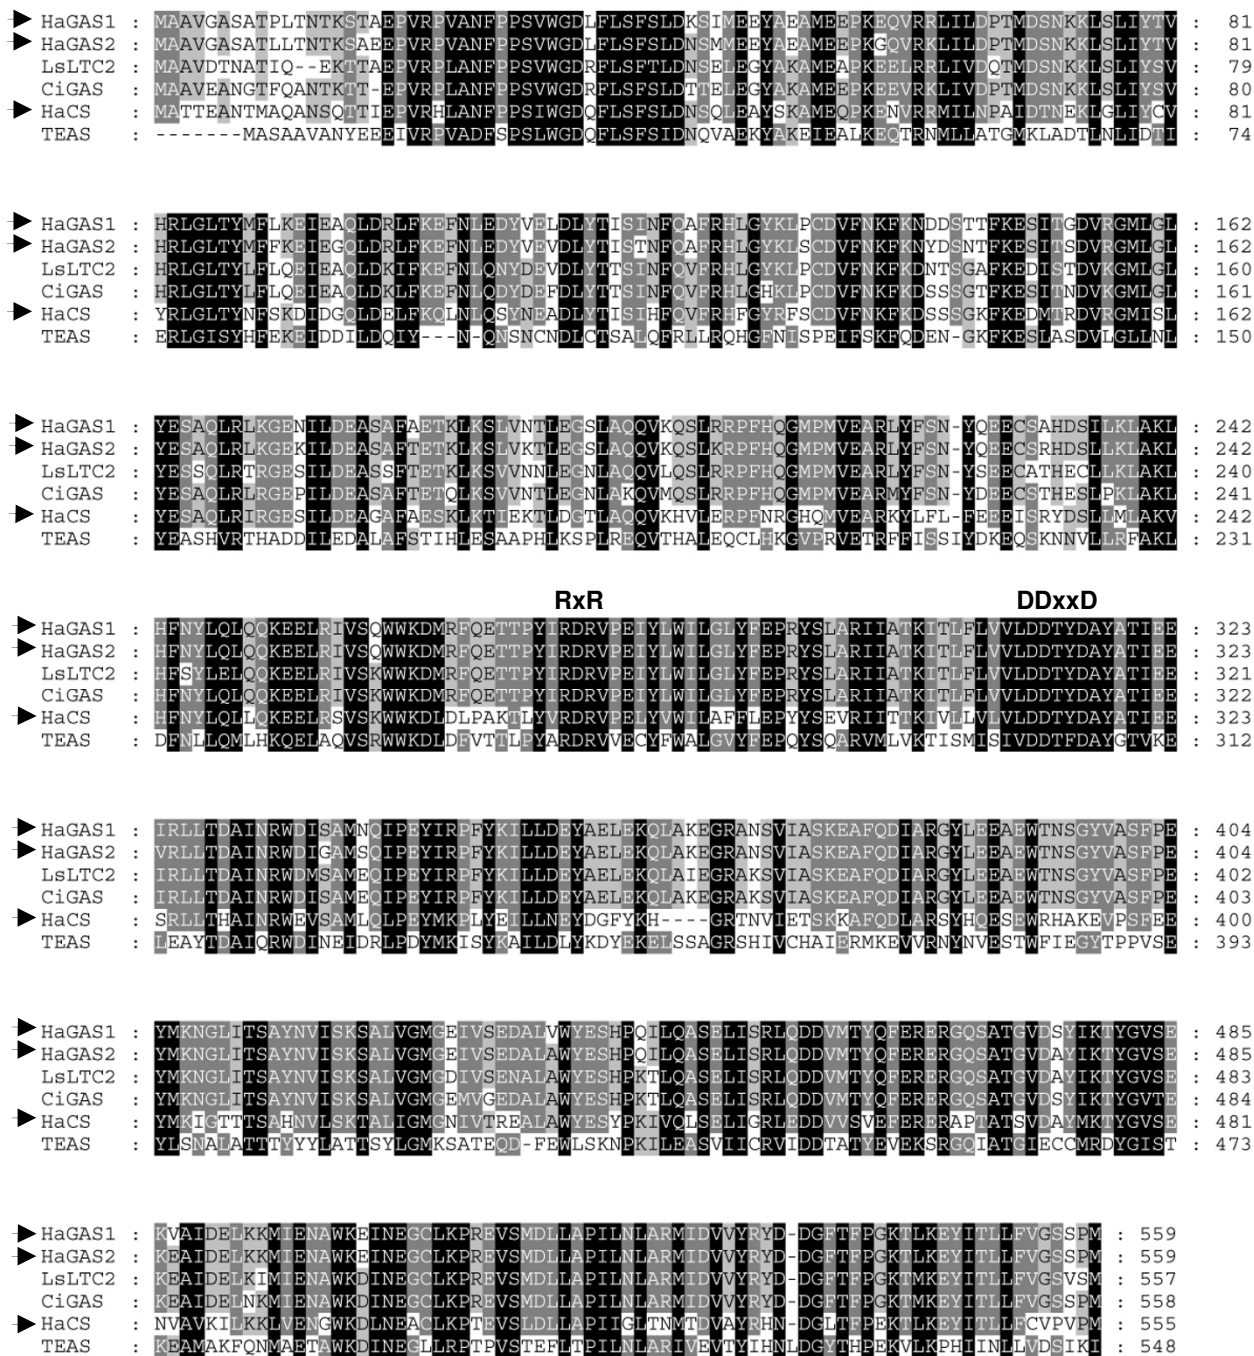 HaGAS1 : MAAVGASATPLTNTKSTAEPVRPVANFPPSVWGDLFLSFSLDKSIMEEYAEAMEEPKEQVRRLILDPTMDSNKKLSLIYTV : 81
HaGAS2 : MAAVGASATLLTNTKSAEEPVRPVANFPPSVWGDLFLSFSLDNSMMEEYAEAMEEPKGQVRKLILDPTMDSNKKLSLIYTV : 81
LsLTC2 : MAAVDTNATIQ--EKTTAEPVRPLANFPPSVWGDRFLSFTLDNSELEGYAKAMEAPKEELRRLIVDQTMDSNKKLSLIYSV : 79
CiGAS : MAAVEANGTFQANTKTT-EPVRPLANFPPSVWGDRFLSFSLDTTELEGYAKAMEEPKEELRRLIVDPTMDSNKKLSLIYSV : 80
HaCS : MATTEANTMAQANSQTTIEPVRHLANFPPSIWGDQFLSFSLDNSQLEAYSKAMEQPKENVRRMILNPAIDTNEKLGLIYCV : 81
TEAS : -------MASAAVANYEEEIVRPVADFSPSLWGDQFLSFSIDNQVAEKYAKEIEALKEQTRNMLLATGMKLADTLNLIDTI : 74
HaGAS1 : HRLGLTYMFLKEIEAQLDRLFKEFNLEDYVELDLYTISINFQAFRHLGYKLPCDVFNKFKNDDSTTFKESITGDVRGMLGL : 162
HaGAS2 : HRLGLTYMFFKEIEGQLDRLFKEFNLEDYVEVDLYTISTNFQAFRHLGYKLSCDVFNKFKNYDSNTFKESITSDVRGMLGL : 162
LsLTC2 : HRLGLTYLFLQEIEAQLDKIFKEFNLQNYDEVDLYTTSINFQVFRHLGYKLPCDVFNKFKDNTSGAFKEDISTDVKGMLGL : 160
CiGAS : HRLGLTYLFLQEIEAQLDKLFKEFNLQDYDEFDLYTTSINFQVFRHLGHKLPCDVFNKFKDSSSGTFKESITNDVKGMLGL : 161
HaCS : YRLGLTYNFSKDIDGQLDELFKQLNLQSYNEADLYTISIHFQVFRHFGYRFSCDVFNKFKDSSSGKFKEDMTRDVRGMISL : 162
TEAS : ERLGISYHFEKEIDDILDQIY---N-QNSNCNDLCTSALQFRLLRQHGFNISPEIFSKFQDEN-GKFKESLASDVLGLLNL : 150
HaGAS1 : YESAQLRLKGENILDEASAFAETKLKSLVNTLEGSLAQQVKQSLRRPFHQGMPMVEARLYFSN-YQEECSAHDSILKLAKL : 242
HaGAS2 : YESAQLRLKGEKILDEASAFTETKLKSLVKTLEGSLAQQVKQSLKRPFHQGMPMVEARLYFSN-YQEECSRHDSLLKLAKL : 242
LsLTC2 : YESSQLRTRGESILDEASSFTETKLKSVVNNLEGNLAQQVLQSLRRPFHQGMPMVEARLYFSN-YSEECATHECLLKLAKL : 240
CiGAS : YESAQLRLRGEPILDEASAFTETQLKSVVNTLEGNLAKQVMQSLRRPFHQGMPMVEARMYFSN-YDEECSTHESLPKLAKL : 241
HaCS : YESAQLRIRGESILDEAGAFAESKLKTIEKTLDGTLAQQVKHVLERPFNRGHQMVEARKYLFL-FEEEISRYDSLLMLAKV : 242
TEAS : YEASHVRTHADDILEDALAFSTIHLESAAPHLKSPLREQVTHALEQCLHKGVPRVETRFFISSIYDKEQSKNNVLLRFAKL : 231
RxR DDxxD
HaGAS1 : HFNYLQLQQKEELRIVSQWWKDMRFQETTPYIRDRVPEIYLWILGLYFEPRYSLARIIATKITLFLVVLDDTYDAYATIEE : 323
HaGAS2 : HFNYLQLQQKEELRIVSQWWKDMRFQETTPYIRDRVPEIYLWILGLYFEPRYSLARIIATKITLFLVVLDDTYDAYATIEE : 323
LsLTC2 : HFSYLELQQKEELRIVSKWWKDMRFQETTPYIRDRVPEIYLWILGLYFEPRYSLARIIATKITLFLVVLDDTYDAYATIEE : 321
CiGAS : HFNYLQLQQKEELRIVSKWWKDMRFQETTPYIRDRVPEIYLWILGLYFEPRYSLARIIATKITLFLVVLDDTYDAYATIEE : 322
HaCS : HFNYLQLLQKEELRSVSKWWKDLDLPAKTLYVRDRVPELYVWILAFFLEPYYSEVRIITTKIVLLVLVLDDTYDAYATIEE : 323
TEAS : DFNLLQMLHKQELAQVSRWWKDLDFVTTLPYARDRVVECYFWALGVYFEPQYSQARVMLVKTISMISIVDDTFDAYGTVKE : 312
HaGAS1 : IRLLTDAINRWDISAMNQIPEYIRPFYKILLDEYAELEKQLAKEGRANSVIASKEAFQDIARGYLEEAEWTNSGYVASFPE : 404
HaGAS2 : VRLLTDAINRWDIGAMSQIPEYIRPFYKILLDEYAELEKQLAKEGRANSVIASKEAFQDIARGYLEEAEWTNSGYVASFPE : 404
LsLTC2 : IRLLTDAINRWDMSAMEQIPEYIRPFYKILLDEYAELEKQLAIEGRAKSVIASKEAFQDIARGYLEEAEWTNSGYVASFPE : 402
CiGAS : IRLLTDAINRWDISAMEQIPEYIRPFYKILLDEYAELEKQLAKEGRAKSVIASKEAFQDIARGYLEEAEWTNSGYVASFPE : 403
HaCS : SRLLTHAINRWEVSAMLQLPEYMKPLYEILLNEYDGFYKH----GRTNVIETSKKAFQDLARSYHQESEWRHAKEVPSFEE : 400
TEAS : LEAYTDAIQRWDINEIDRLPDYMKISYKAILDLYKDYEKELSSAGRSHIVCHAIERMKEVVRNYNVESTWFIEGYTPPVSE : 393
HaGAS1 : YMKNGLITSAYNVISKSALVGMGEIVSEDALVWYESHPQILQASELISRLQDDVMTYQFERERGQSATGVDSYIKTYGVSE : 485
HaGAS2 : YMKNGLITSAYNVISKSALVGMGEIVSEDALAWYESHPQILQASELISRLQDDVMTYQFERERGQSATGVDAYIKTYGVSE : 485
LsLTC2 : YMKNGLITSAYNVISKSALVGMGDIVSENALAWYESHPKTLQASELISRLQDDVMTYQFERERGQSATGVDAYIKTYGVSE : 483
CiGAS : YMKNGLITSAYNVISKSALVGMGEMVGEDALAWYESHPKTLQASELISRLQDDVMTYQFERERGQSATGVDSYIKTYGVTE : 484
HaCS : YMKIGTTTSAHNVLSKTALIGMGNIVTREALAWYESYPKIVQLSELIGRLEDDVVSVEFERERAPTATSVDAYMKTYGVSE : 481
TEAS : YLSNALATTTYYYLATTSYLGMKSATEQD-FEWLSKNPKILEASVIICRVIDDTATYEVEKSRGQIATGIECCMRDYGIST : 473
HaGAS1 : KVAIDELKKMIENAWKEINEGCLKPREVSMDLLAPILNLARMIDVVYRYD-DGFTFPGKTLKEYITLLFVGSSPM : 559
HaGAS2 : KEAIDELKKMIENAWKEINEGCLKPREVSMDLLAPILNLARMIDVVYRYD-DGFTFPGKTLKEYITLLFVGSSPM : 559
LsLTC2 : KEAIDELKIMIENAWKDINEGCLKPREVSMDLLAPILNLARMIDVVYRYD-DGFTFPGKTMKEYITLLFVGSVSM : 557
CiGAS : KEAIDELNKMIENAWKDINEGCLKPREVSMDLLAPILNLARMIDVVYRYD-DGFTFPGKTMKEYITLLFVGSSPM : 558
HaCS : NVAVKILKKLVENGWKDLNEACLKPTEVSLDLLAPIIGLTNMTDVAYRHN-DGLTFPEKTLKEYITLLFCVPVPM : 555
TEAS : KEAMAKFQNMAETAWKDINEGLLRPTPVSTEFLTPILNLARIVEVTYIHNLDGYTHPEKVLKPHIINLLVDSIKI : 548